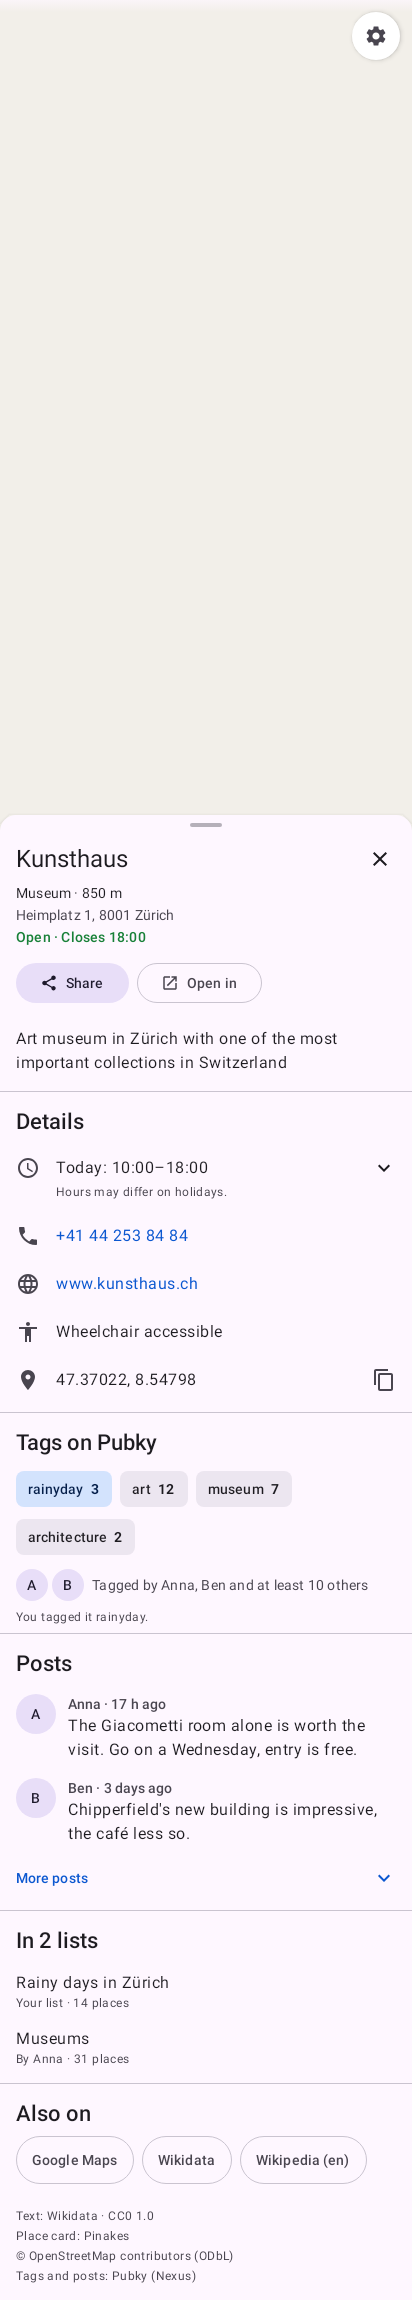 Kunsthaus
Museum · 850 m
Heimplatz 1, 8001 Zürich
Open · Closes 18:00
Share
Open in
Art museum in Zürich with one of the most
important collections in Switzerland
Details
Today: 10:00–18:00
Hours may differ on holidays.
+41 44 253 84 84
www.kunsthaus.ch
Wheelchair accessible
47.37022, 8.54798
Tags on Pubky
rainyday 3
art 12
museum 7
architecture 2
A
B
Tagged by Anna, Ben and at least 10 others
You tagged it rainyday.
Posts
A
Anna · 17 h ago
The Giacometti room alone is worth the
visit. Go on a Wednesday, entry is free.
B
Ben · 3 days ago
Chipperfield's new building is impressive,
the café less so.
More posts
In 2 lists
Rainy days in Zürich
Your list · 14 places
Museums
By Anna · 31 places
Also on
Google Maps
Wikidata
Wikipedia (en)
Text: Wikidata · CC0 1.0
Place card: Pinakes
© OpenStreetMap contributors (ODbL)
Tags and posts: Pubky (Nexus)